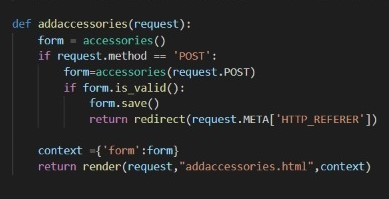 def addaccessories(request):
    form = accessories()
    if request.method == 'POST':
        form=accessories(request.POST)
        if form.is_valid():
            form.save()
            return redirect(request.META['HTTP_REFERER'])
    context ={'form':form}
    return render(request,"addaccessories.html",context)